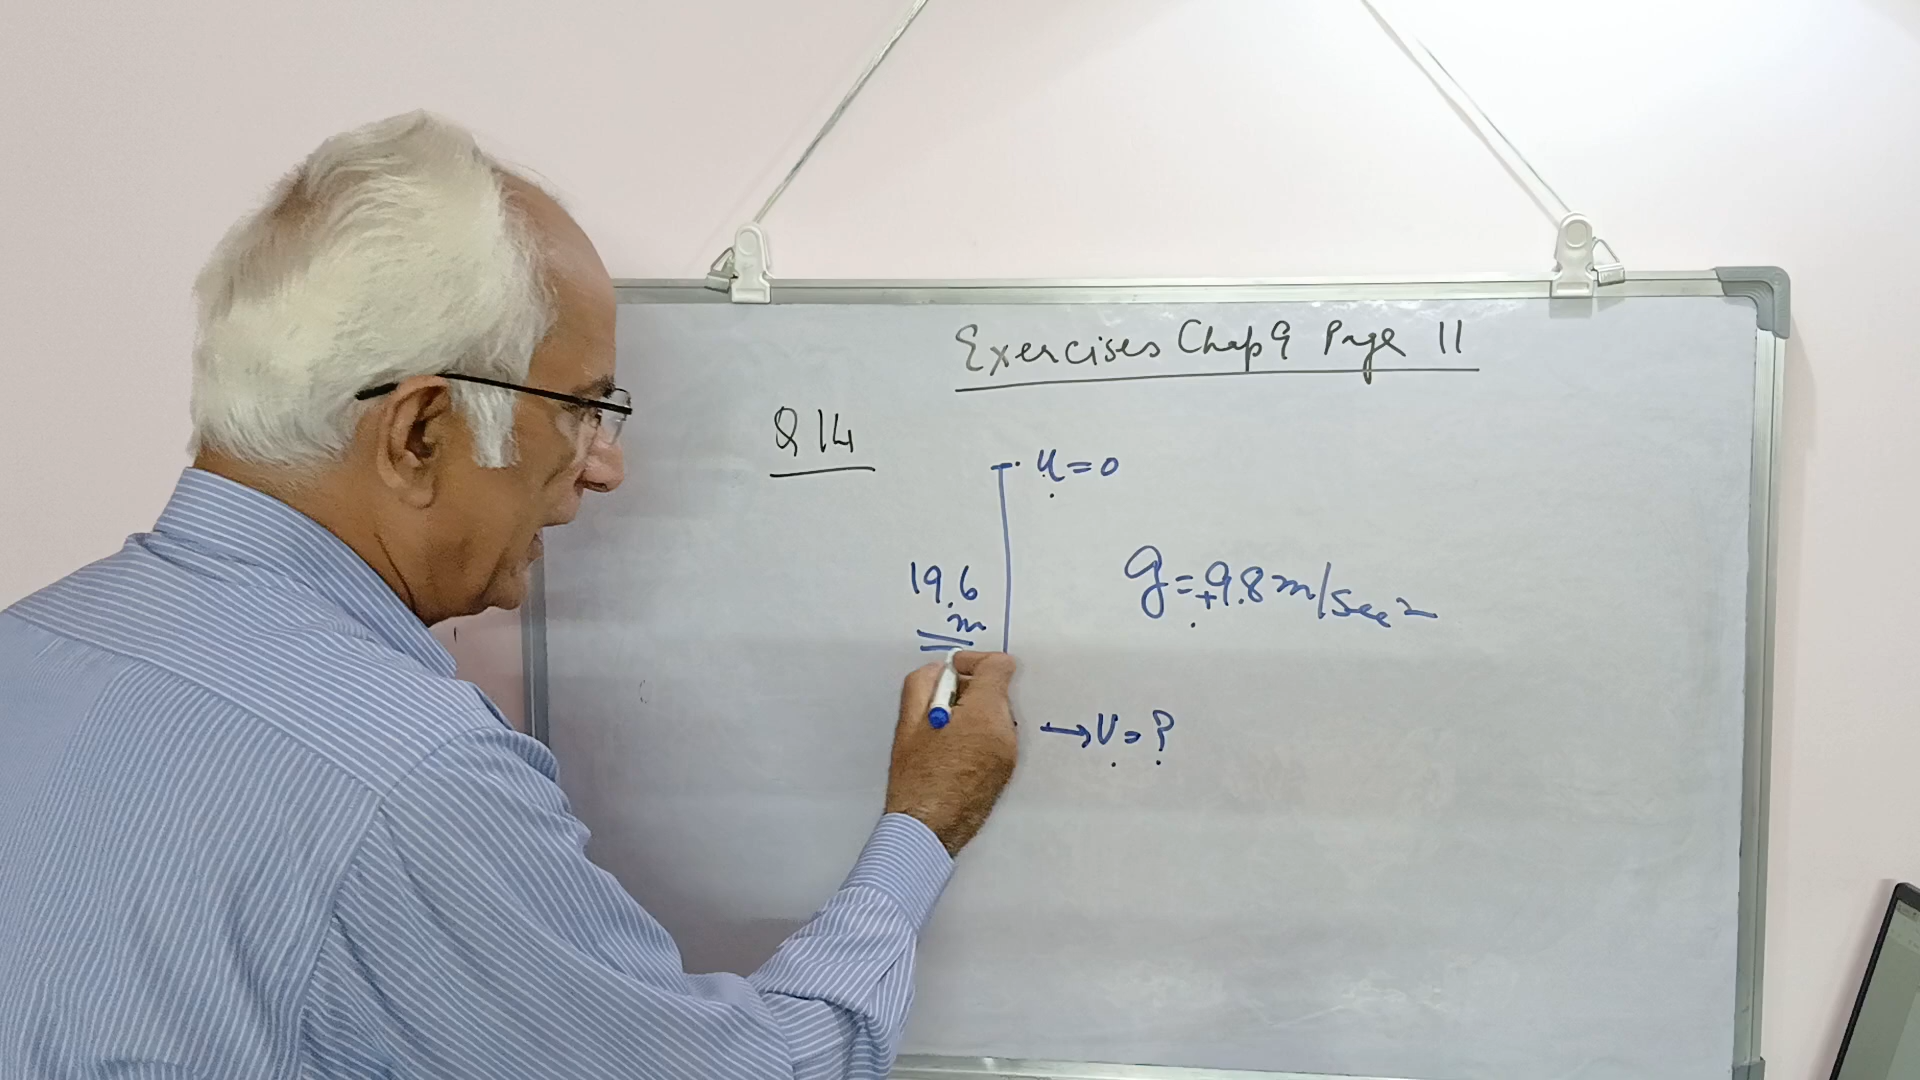 Exercises Chap 9 Page 11
Q 14
u = 0
19.6
m
g = +9.8 m/sec2
→ V = ?